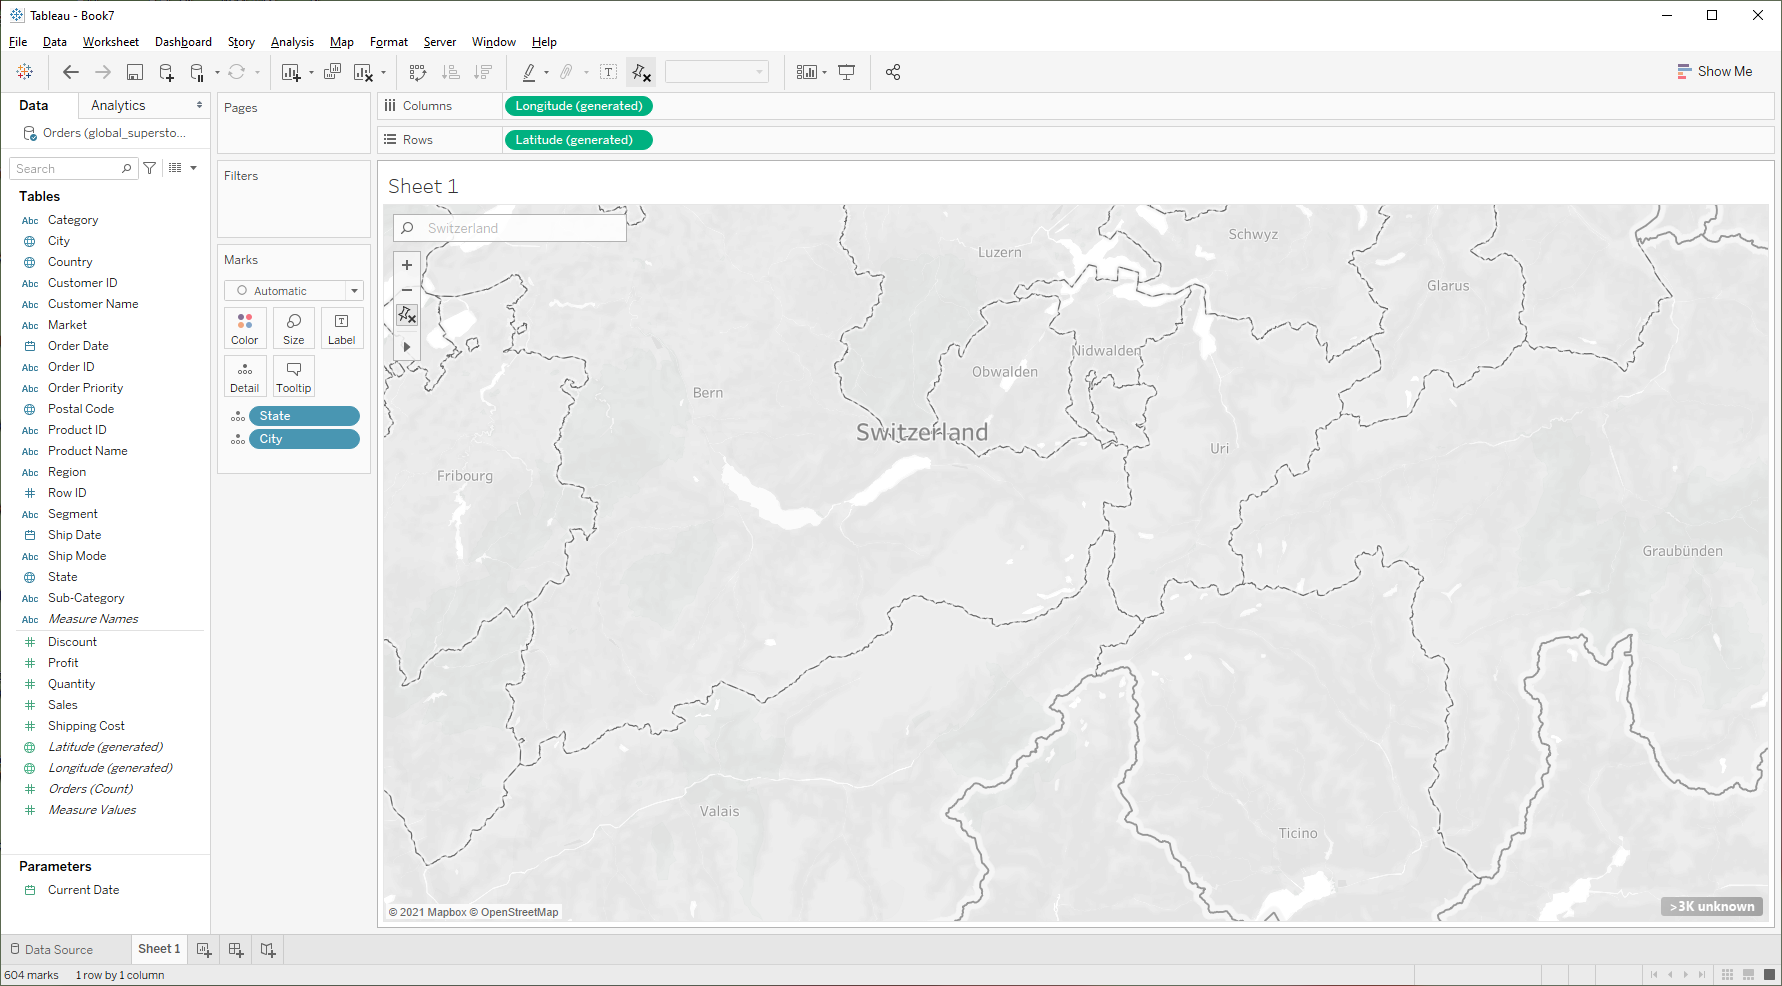 Tableau - Book7
File Data Worksheet Dashboard Story Analysis Map Format Server Window Help
Show Me
Data Analytics
Orders (global_supersto...
Search
Tables
Abc Category
City
Country
Abc Customer ID
Abc Customer Name
Abc Market
Order Date
Abc Order ID
Abc Order Priority
Postal Code
Abc Product ID
Abc Product Name
Abc Region
# Row ID
Abc Segment
Ship Date
Abc Ship Mode
State
Abc Sub-Category
Abc Measure Names
# Discount
# Profit
# Quantity
# Sales
# Shipping Cost
Latitude (generated)
Longitude (generated)
# Orders (Count)
# Measure Values
Parameters
Current Date
Pages
Filters
Marks
Automatic
Color Size Label
Detail Tooltip
State
City
Columns Longitude (generated)
Rows Latitude (generated)
Sheet 1
Switzerland
Luzern
Schwyz
Glarus
Nidwalden
Obwalden
Bern
Switzerland
Uri
Fribourg
Graubünden
Valais
Ticino
© 2021 Mapbox © OpenStreetMap
>3K unknown
Data Source Sheet 1
604 marks 1 row by 1 column